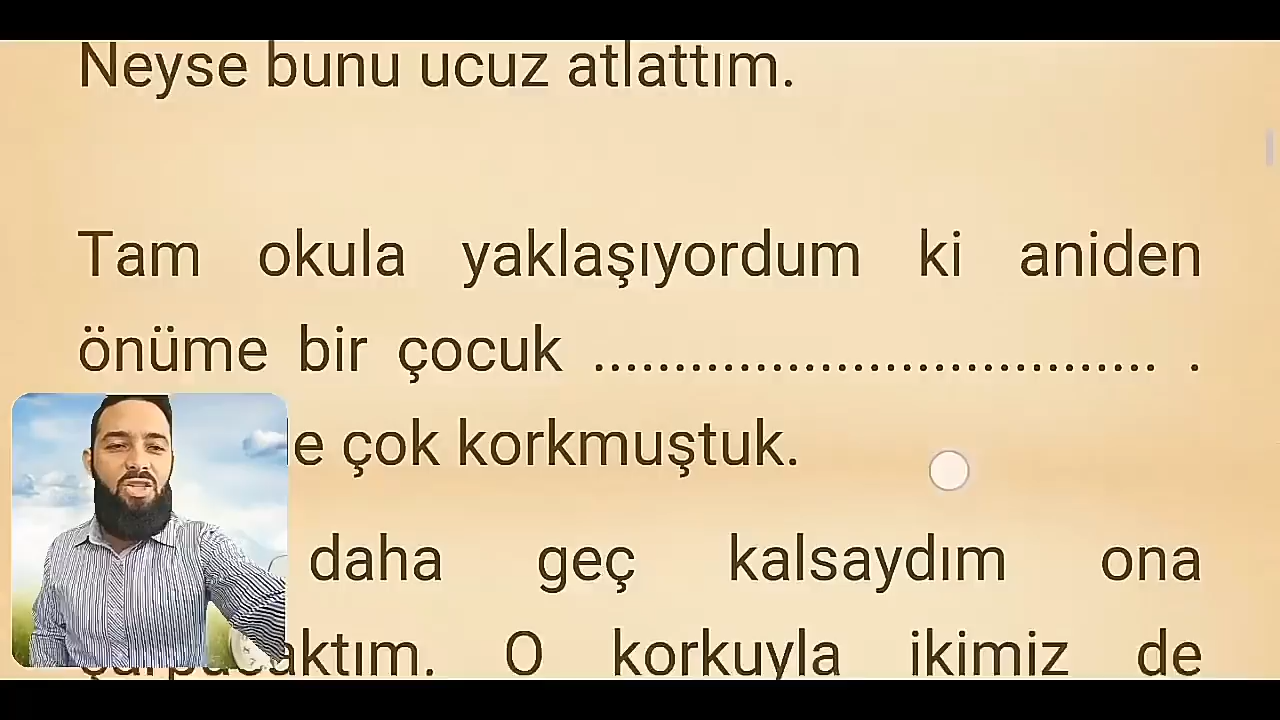 Neyse bunu ucuz atlattım.
Tam okula yaklaşıyordum ki aniden
önüme bir çocuk .................................. .
çok korkmuştuk.
daha geç kalsaydım ona
O korkuyla ikimiz de